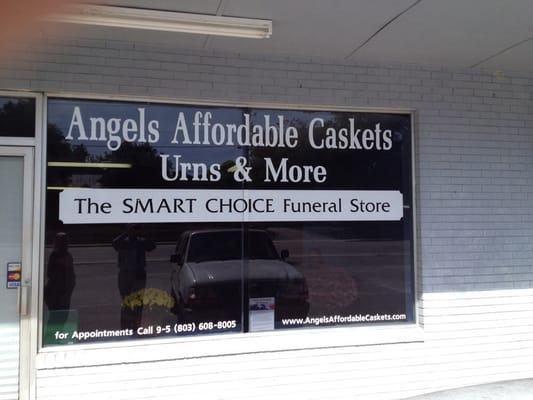 Angels Affordable Caskets
Urns & More
The SMART CHOICE Funeral Store
for Appointments Call 9-5 (803) 608-8005
www.AngelsAffordableCaskets.com